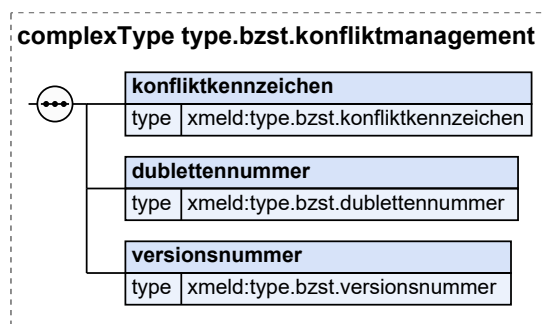 complexType type.bzst.konfliktmanagement
konfliktkennzeichen
type xmeld:type.bzst.konfliktkennzeichen
dublettennummer
type xmeld:type.bzst.dublettennummer
versionsnummer
type xmeld:type.bzst.versionsnummer